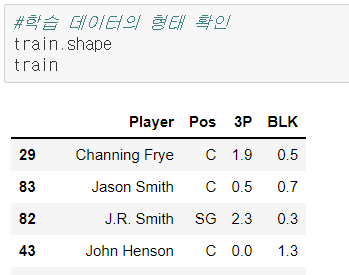 #학습 데이터의 형태 확인
train.shape
train
Player Pos 3P BLK
29 Channing Frye C 1.9 0.5
83 Jason Smith C 0.5 0.7
82 J.R. Smith SG 2.3 0.3
43 John Henson C 0.0 1.3